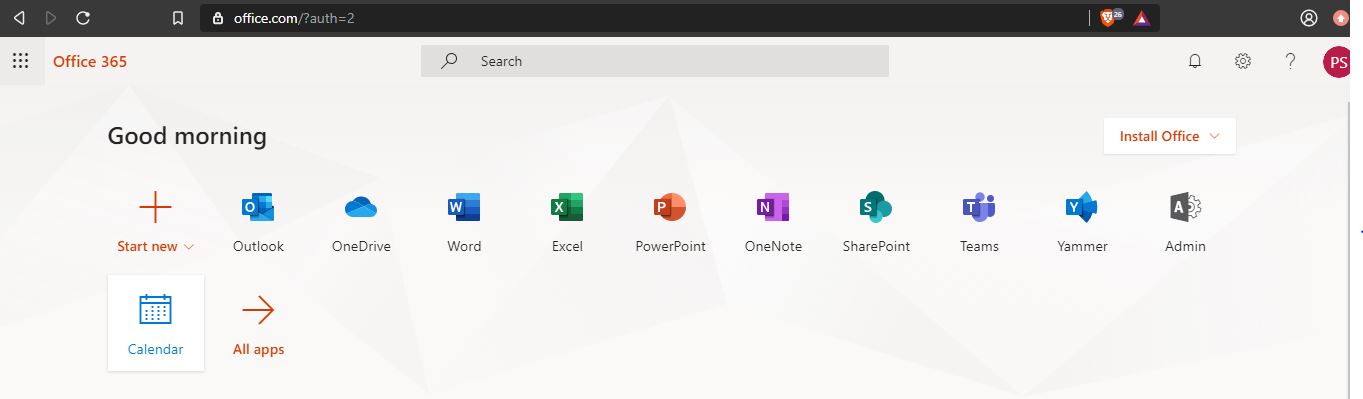 office.com/?auth=2
26
Office 365
Search
?
PS
Good morning
Install Office
Start new
Outlook
OneDrive
Word
Excel
PowerPoint
OneNote
SharePoint
Teams
Yammer
Admin
Calendar
All apps